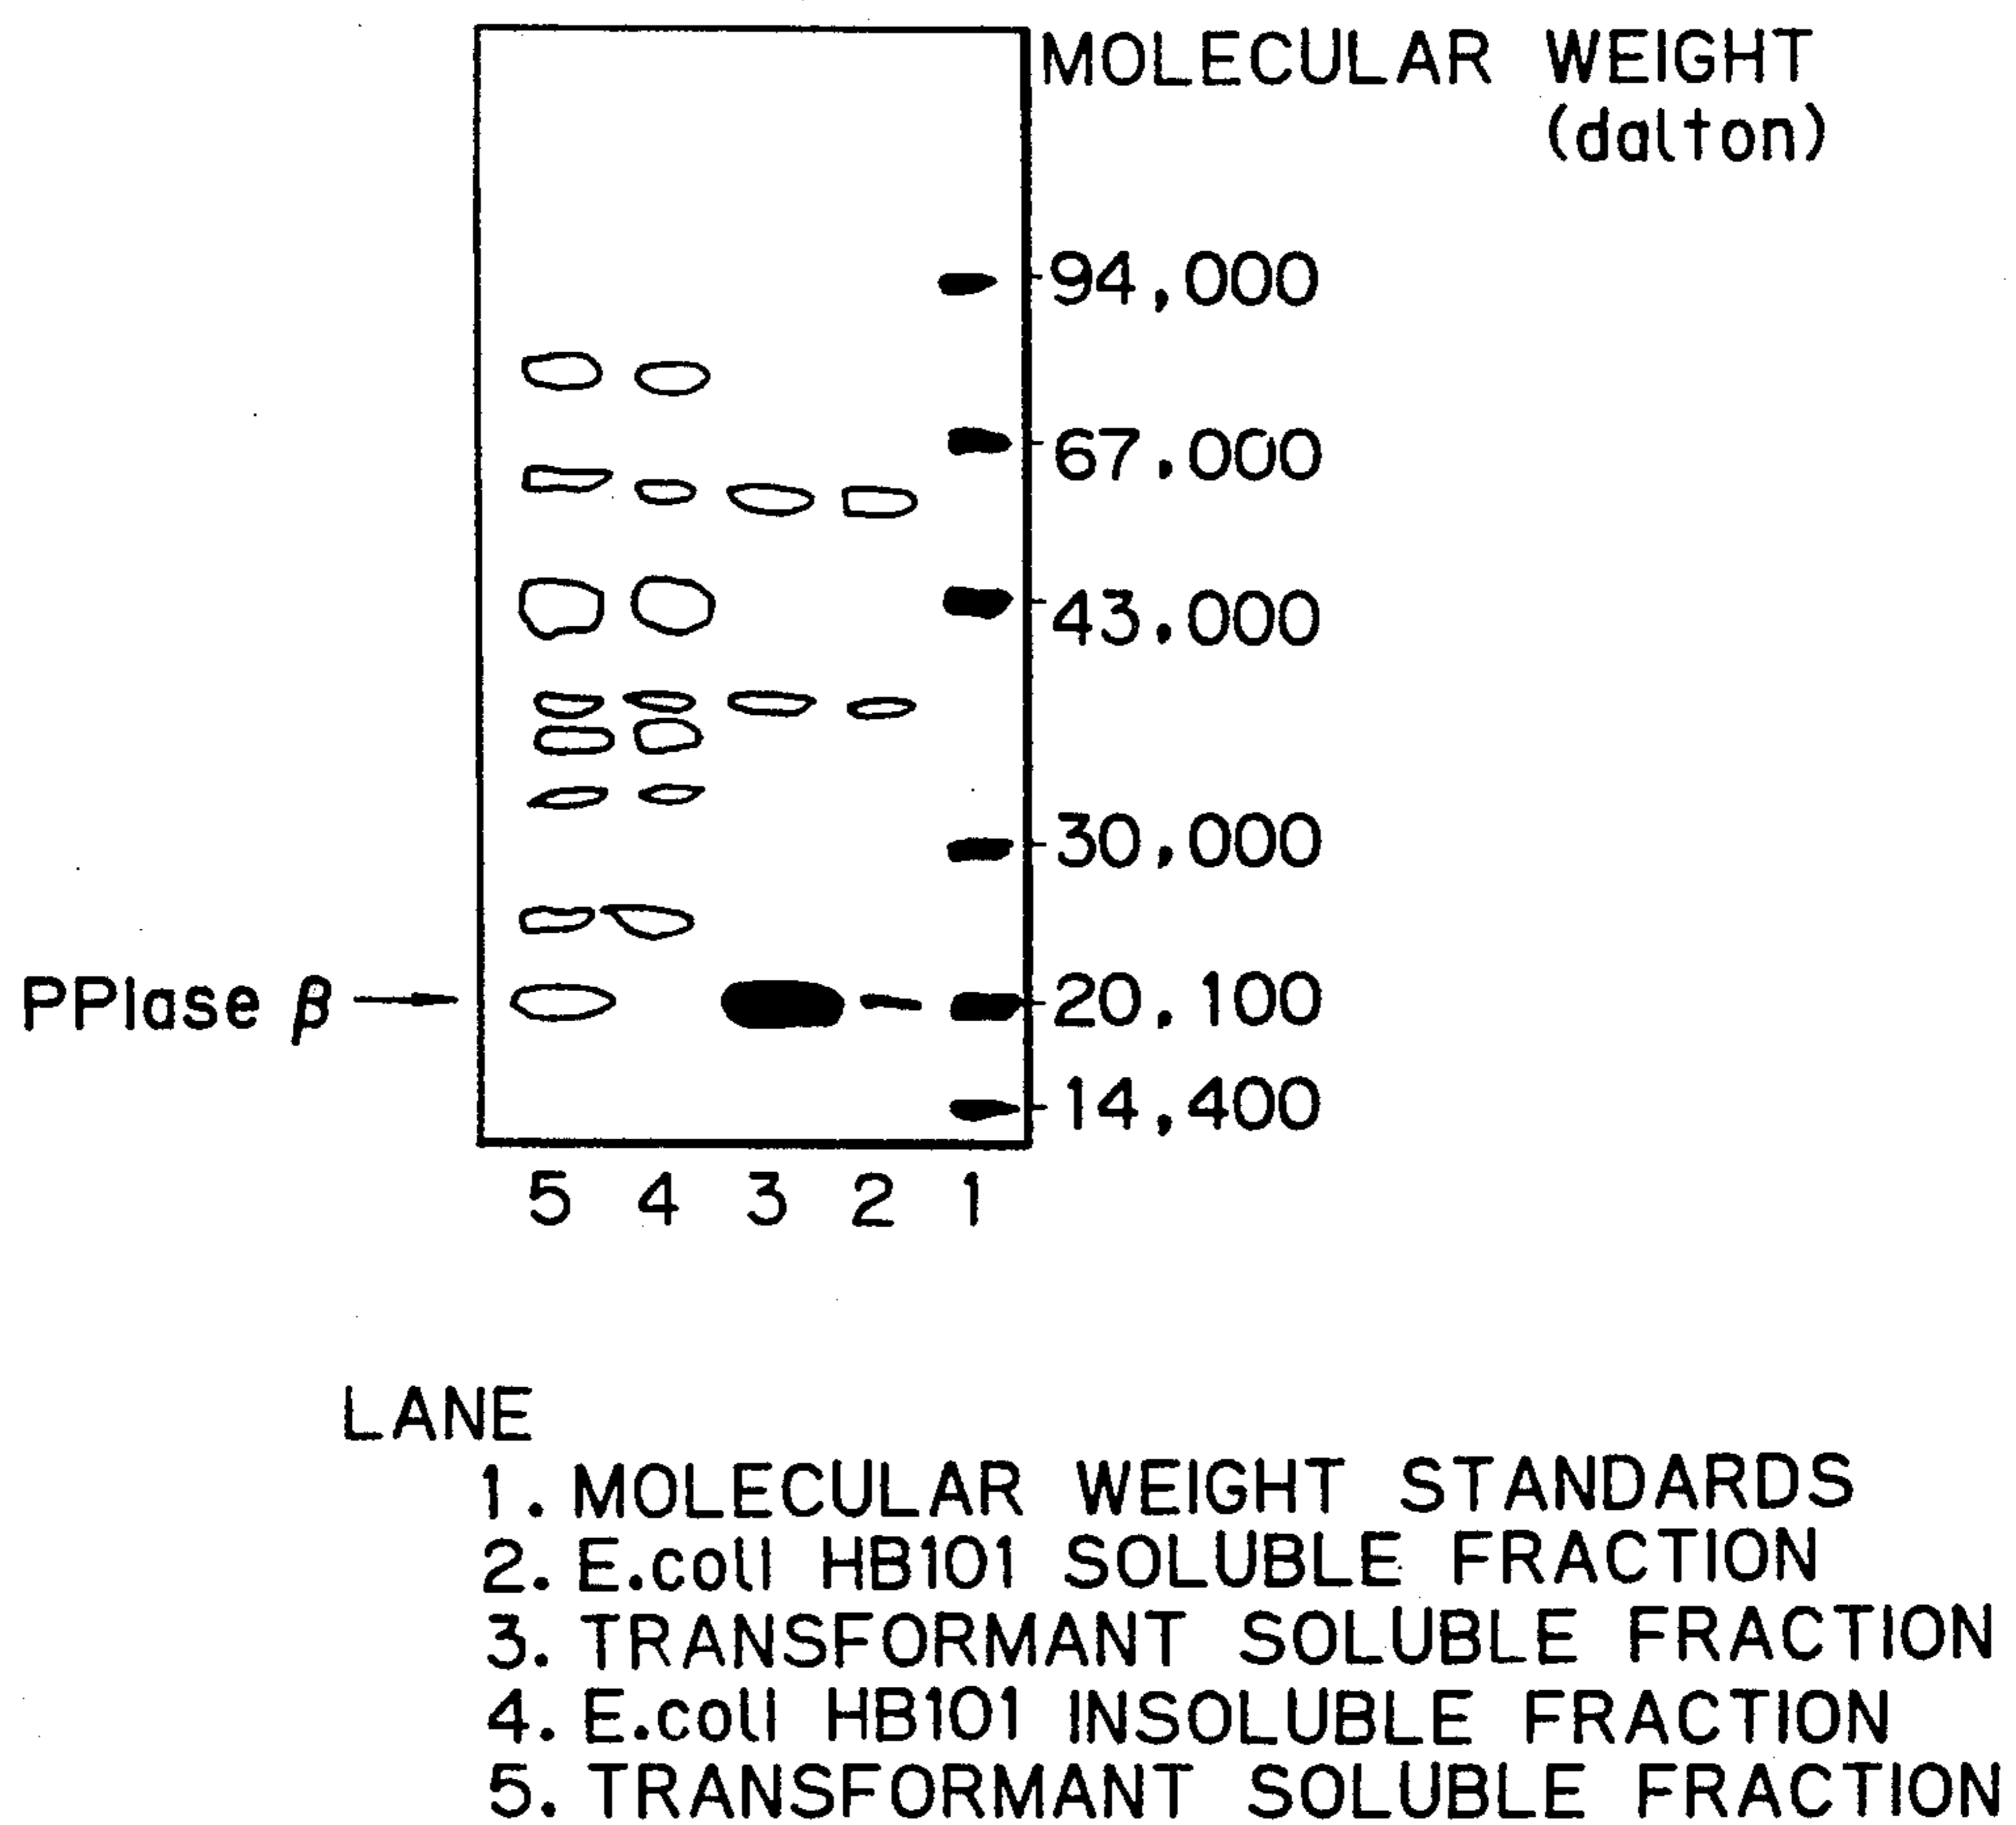 MOLECULAR WEIGHT
(dalton)
94,000
67,000
43,000
30,000
PPIase β
20,100
14,400
5 4 3 2 1
LANE
1. MOLECULAR WEIGHT STANDARDS
2. E.coli HB101 SOLUBLE FRACTION
3. TRANSFORMANT SOLUBLE FRACTION
4. E.coli HB101 INSOLUBLE FRACTION
5. TRANSFORMANT SOLUBLE FRACTION